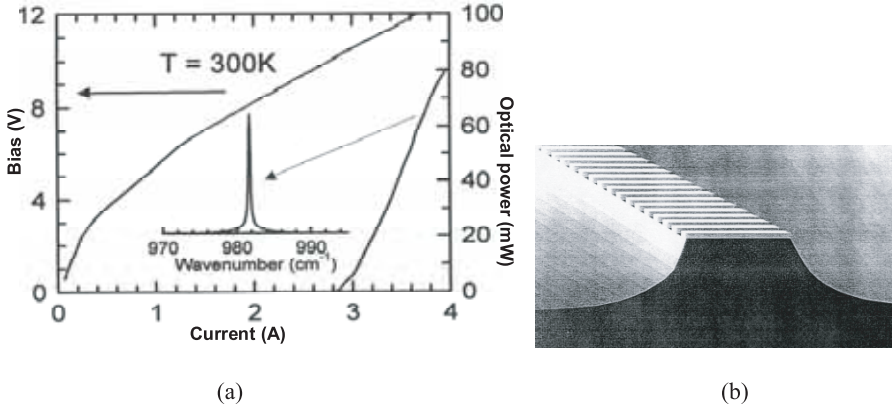 12
8
4
0
Bias (V)
T = 300K
100
80
60
40
20
0
Optical power (mW)
970
980
990
Wavenumber (cm⁻¹)
0
1
2
3
4
Current (A)
(a)
(b)